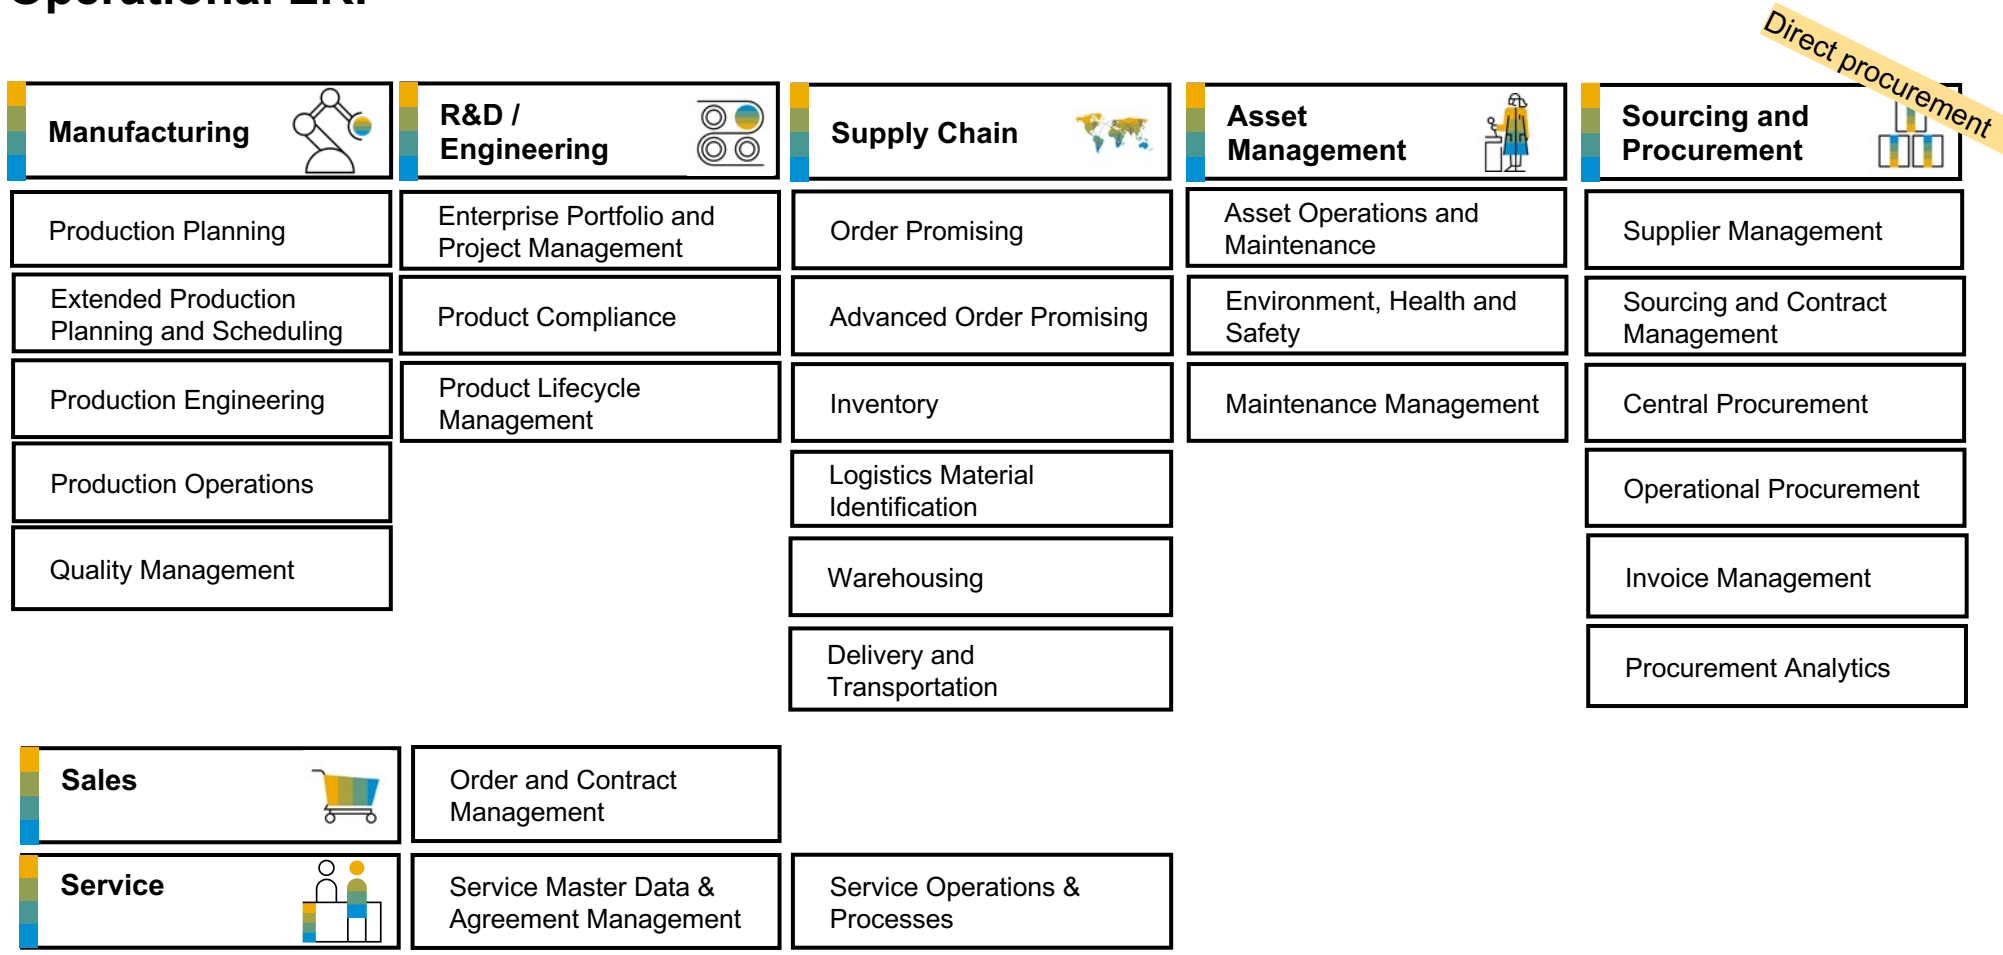 Operational ERP
Direct procurement
Manufacturing
Production Planning
Extended Production
Planning and Scheduling
Production Engineering
Production Operations
Quality Management
R&D /
Engineering
Enterprise Portfolio and
Project Management
Product Compliance
Product Lifecycle
Management
Supply Chain
Order Promising
Advanced Order Promising
Inventory
Logistics Material
Identification
Warehousing
Delivery and
Transportation
Asset
Management
Asset Operations and
Maintenance
Environment, Health and
Safety
Maintenance Management
Sourcing and
Procurement
Supplier Management
Sourcing and Contract
Management
Central Procurement
Operational Procurement
Invoice Management
Procurement Analytics
Sales
Order and Contract
Management
Service
Service Master Data &
Agreement Management
Service Operations &
Processes